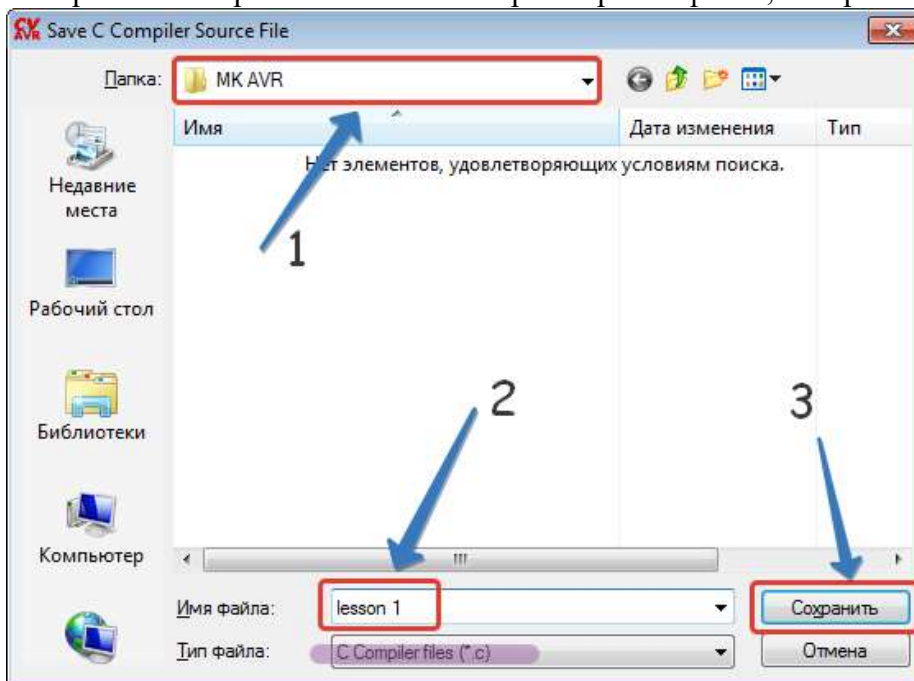 Save C Compiler Source File
Папка: MK AVR
1
Имя Дата изменения Тип
Нет элементов, удовлетворяющих условиям поиска.
Недавние
места
Рабочий стол
Библиотеки
Компьютер
2
3
Имя файла: lesson 1 Сохранить
Тип файла: C Compiler files (*.c) Отмена